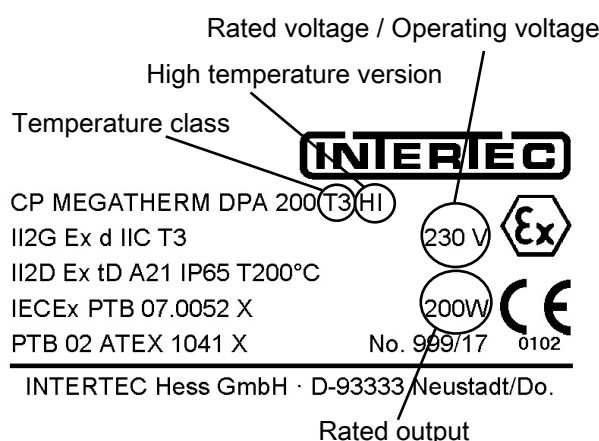 Rated voltage / Operating voltage
High temperature version
Temperature class
INTERTEC
CP MEGATHERM DPA 200 T3 HI
II2G Ex d IIC T3
230 V
Ex
II2D Ex tD A21 IP65 T200°C
IECEx PTB 07.0052 X
200W
CE
PTB 02 ATEX 1041 X
No. 999/17
0102
INTERTEC Hess GmbH · D-93333 Neustadt/Do.
Rated output